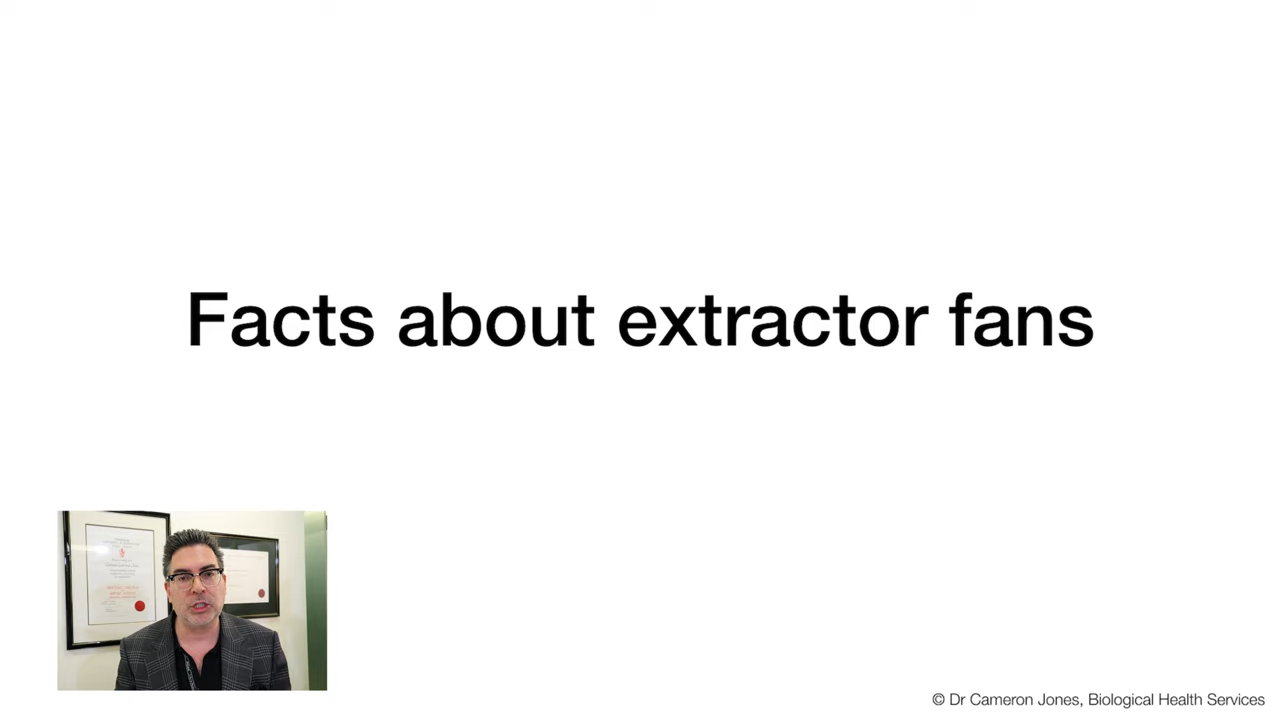 Facts about extractor fans
© Dr Cameron Jones, Biological Health Services